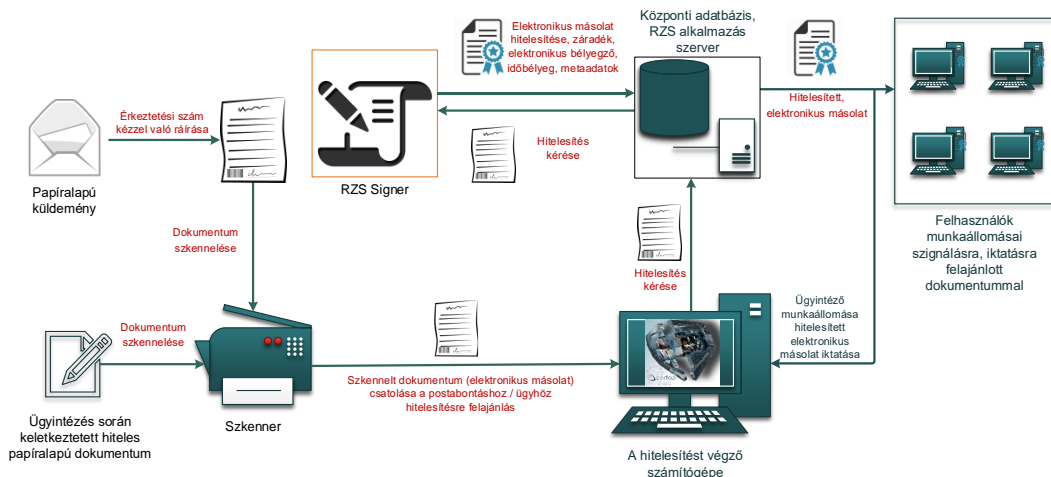 Elektronikus másolat
hitelesítése, záradék,
elektronikus bélyegző,
időbélyeg, metaadatok
Központi adatbázis,
RZS alkalmazás
szerver
Hitelesített,
elektronikus másolat
Érkeztetési szám
kézzel való ráírása
Papíralapú
küldemény
RZS Signer
Hitelesítés
kérése
Felhasználók
munkaállomásai
szignálásra, iktatásra
felajánlott
dokumentummal
Dokumentum
szkennelése
Hitelesítés
kérése
Ügyintéző
munkaállomása
hitelesített
elektronikus
másolat iktatása
Dokumentum
szkennelése
Szkennelt dokumentum (elektronikus másolat)
csatolása a postabontáshoz / ügyhöz
hitelesítésre felajánlás
Ügyintézés során
keletkeztetett hiteles
papíralapú dokumentum
Szkenner
A hitelesítést végző
számítógépe